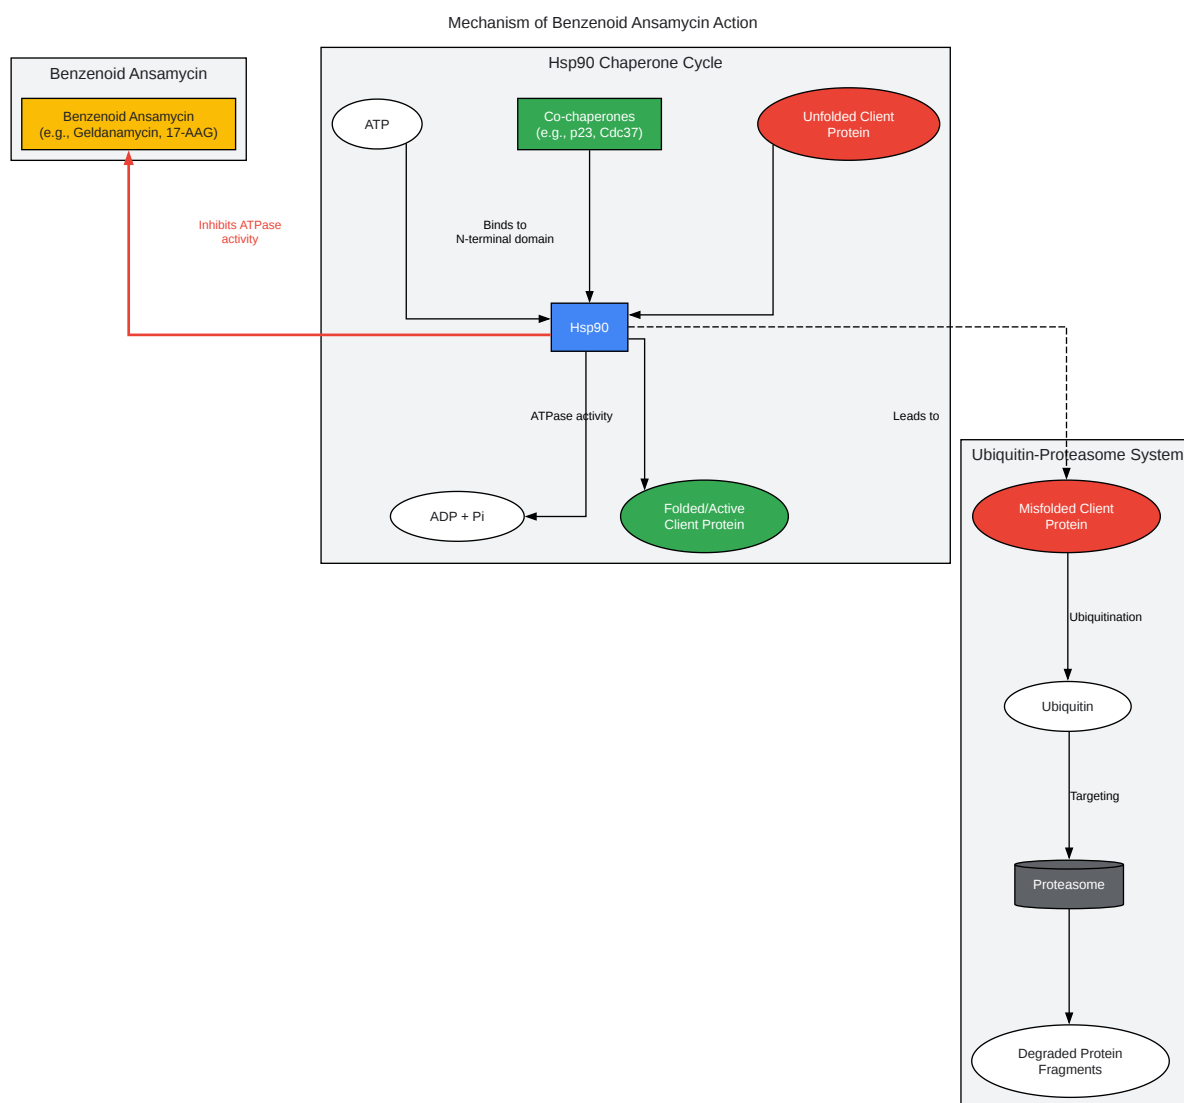 Mechanism of Benzenoid Ansamycin Action
Benzenoid Ansamycin
Benzenoid Ansamycin
(e.g., Geldanamycin, 17-AAG)
Inhibits ATPase
activity
Hsp90 Chaperone Cycle
ATP
Co-chaperones
(e.g., p23, Cdc37)
Unfolded Client
Protein
Binds to
N-terminal domain
Hsp90
ATPase activity
Leads to
ADP + Pi
Folded/Active
Client Protein
Ubiquitin-Proteasome System
Misfolded Client
Protein
Ubiquitination
Ubiquitin
Targeting
Proteasome
Degraded Protein
Fragments